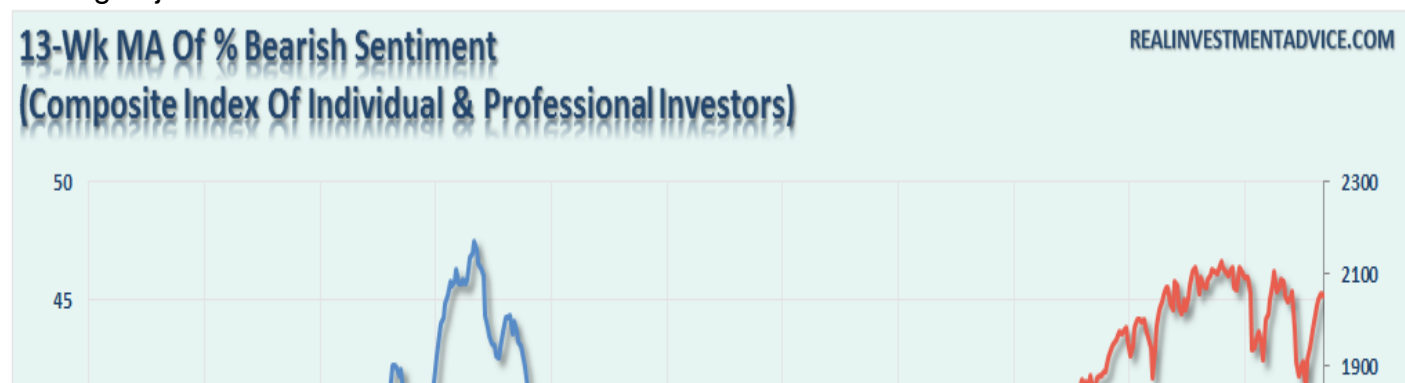 13-Wk MA Of % Bearish Sentiment
REALINVESTMENTADVICE.COM
(Composite Index Of Individual & Professional Investors)
50
2300
2100
45
1900